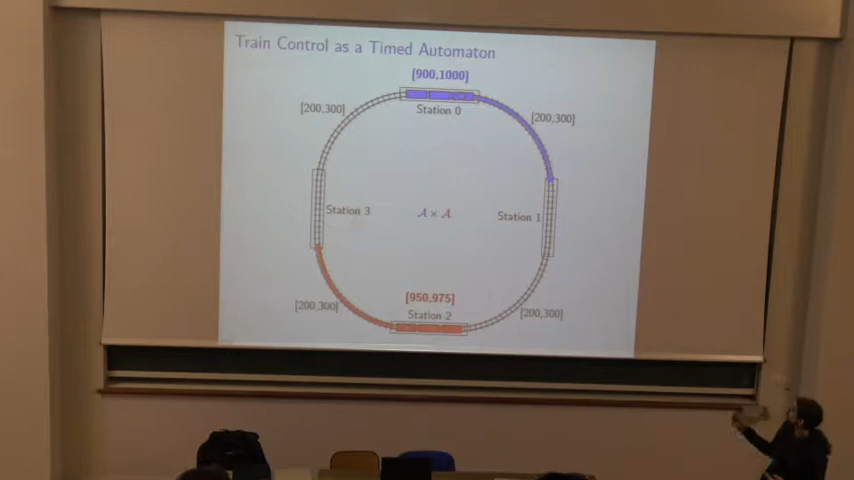 Train Control as a Timed Automaton
[900,1000]
Station 0
[200,300]
[200,300]
Station 3
A × A
Station 1
[950,975]
Station 2
[200,300]
[200,300]